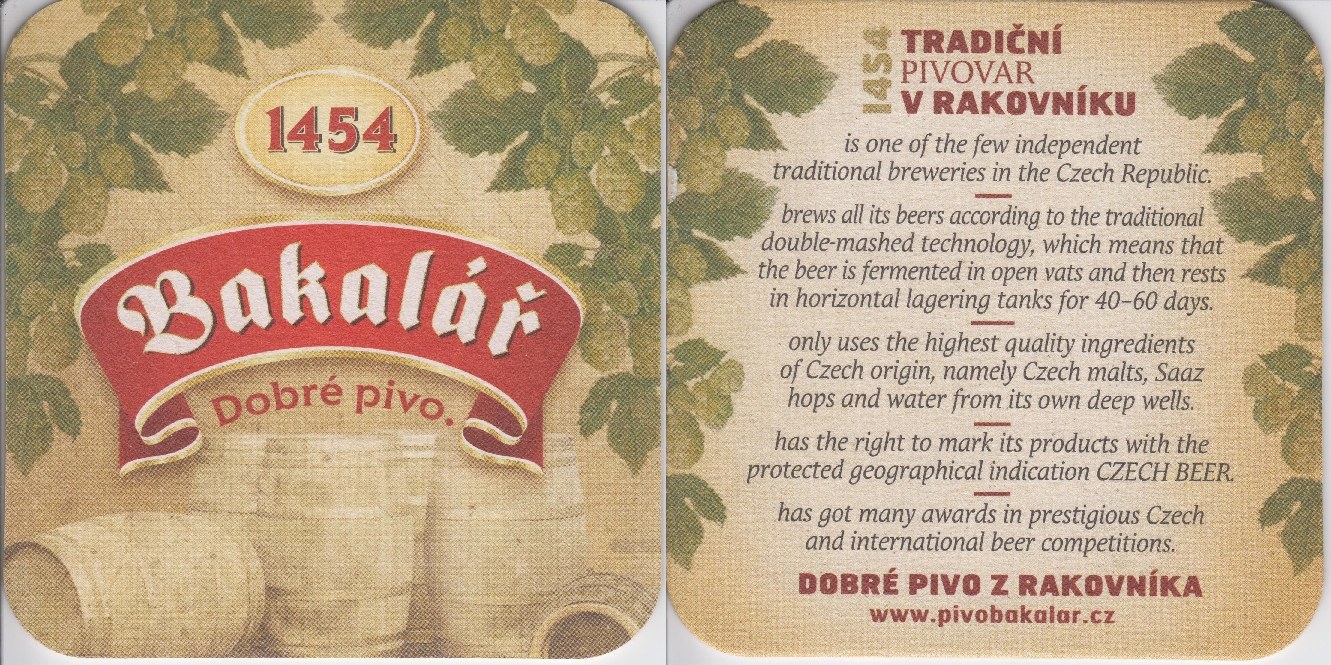 1454
Bakalář
Dobré pivo.
1454
TRADIČNÍ
PIVOVAR
V RAKOVNÍKU
is one of the few independent
traditional breweries in the Czech Republic.
brews all its beers according to the traditional
double-mashed technology, which means that
the beer is fermented in open vats and then rests
in horizontal lagering tanks for 40–60 days.
only uses the highest quality ingredients
of Czech origin, namely Czech malts, Saaz
hops and water from its own deep wells.
has the right to mark its products with the
protected geographical indication CZECH BEER.
has got many awards in prestigious Czech
and international beer competitions.
DOBRÉ PIVO Z RAKOVNÍKA
www.pivobakalar.cz